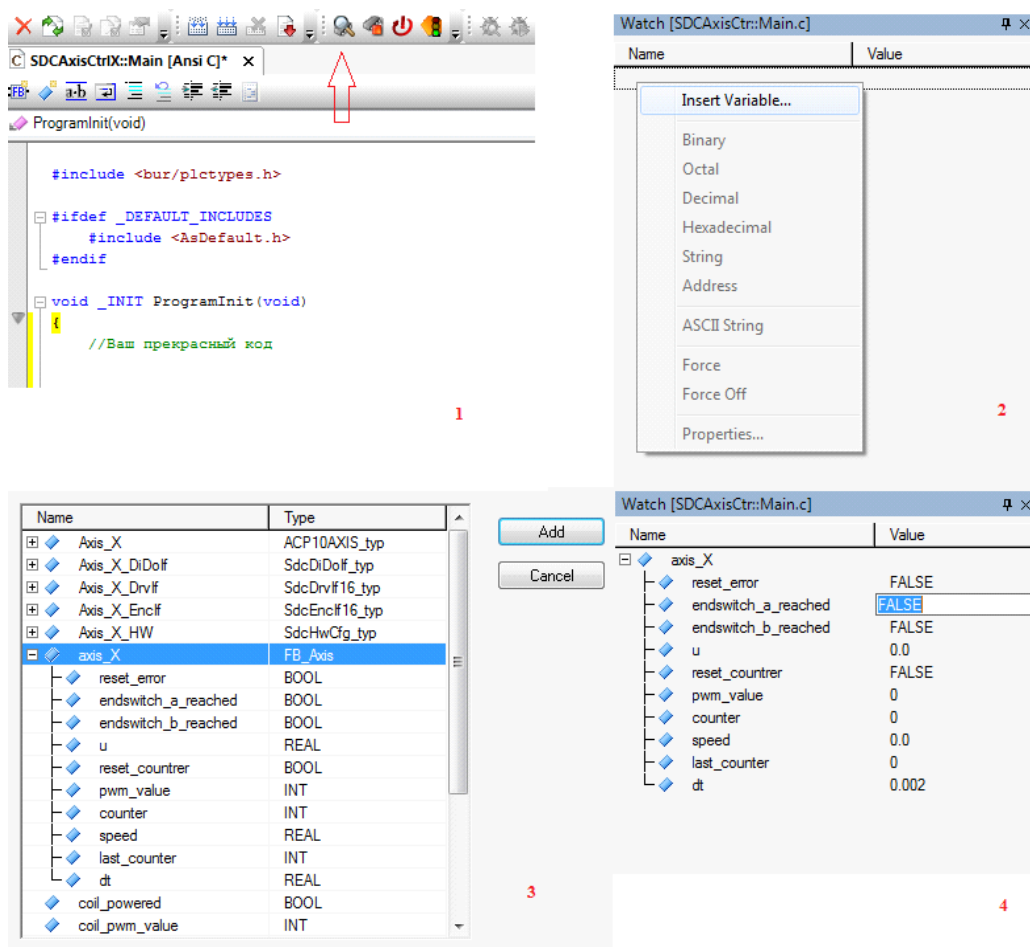 SDCAxisCtrlX::Main [Ansi C]*
ProgramInit(void)
#include <bur/plctypes.h>
#ifdef _DEFAULT_INCLUDES
#include <AsDefault.h>
#endif
void _INIT ProgramInit(void)
{
//Ваш прекрасный код
1
Watch [SDCAxisCtr::Main.c]
Name Value
Insert Variable...
Binary
Octal
Decimal
Hexadecimal
String
Address
ASCII String
Force
Force Off
Properties...
2
Name Type
Axis_X ACP10AXIS_typ
Axis_X_DiDoIf SdcDiDoIf_typ
Axis_X_DrvIf SdcDrvIf16_typ
Axis_X_EncIf SdcEncIf16_typ
Axis_X_HW SdcHwCfg_typ
axis_X FB_Axis
reset_error BOOL
endswitch_a_reached BOOL
endswitch_b_reached BOOL
u REAL
reset_countrer BOOL
pwm_value INT
counter INT
speed REAL
last_counter INT
dt REAL
coil_powered BOOL
coil_pwm_value INT
Add
Cancel
3
Watch [SDCAxisCtr::Main.c]
Name Value
axis_X
reset_error FALSE
endswitch_a_reached FALSE
endswitch_b_reached FALSE
u 0.0
reset_countrer FALSE
pwm_value 0
counter 0
speed 0.0
last_counter 0
dt 0.002
4